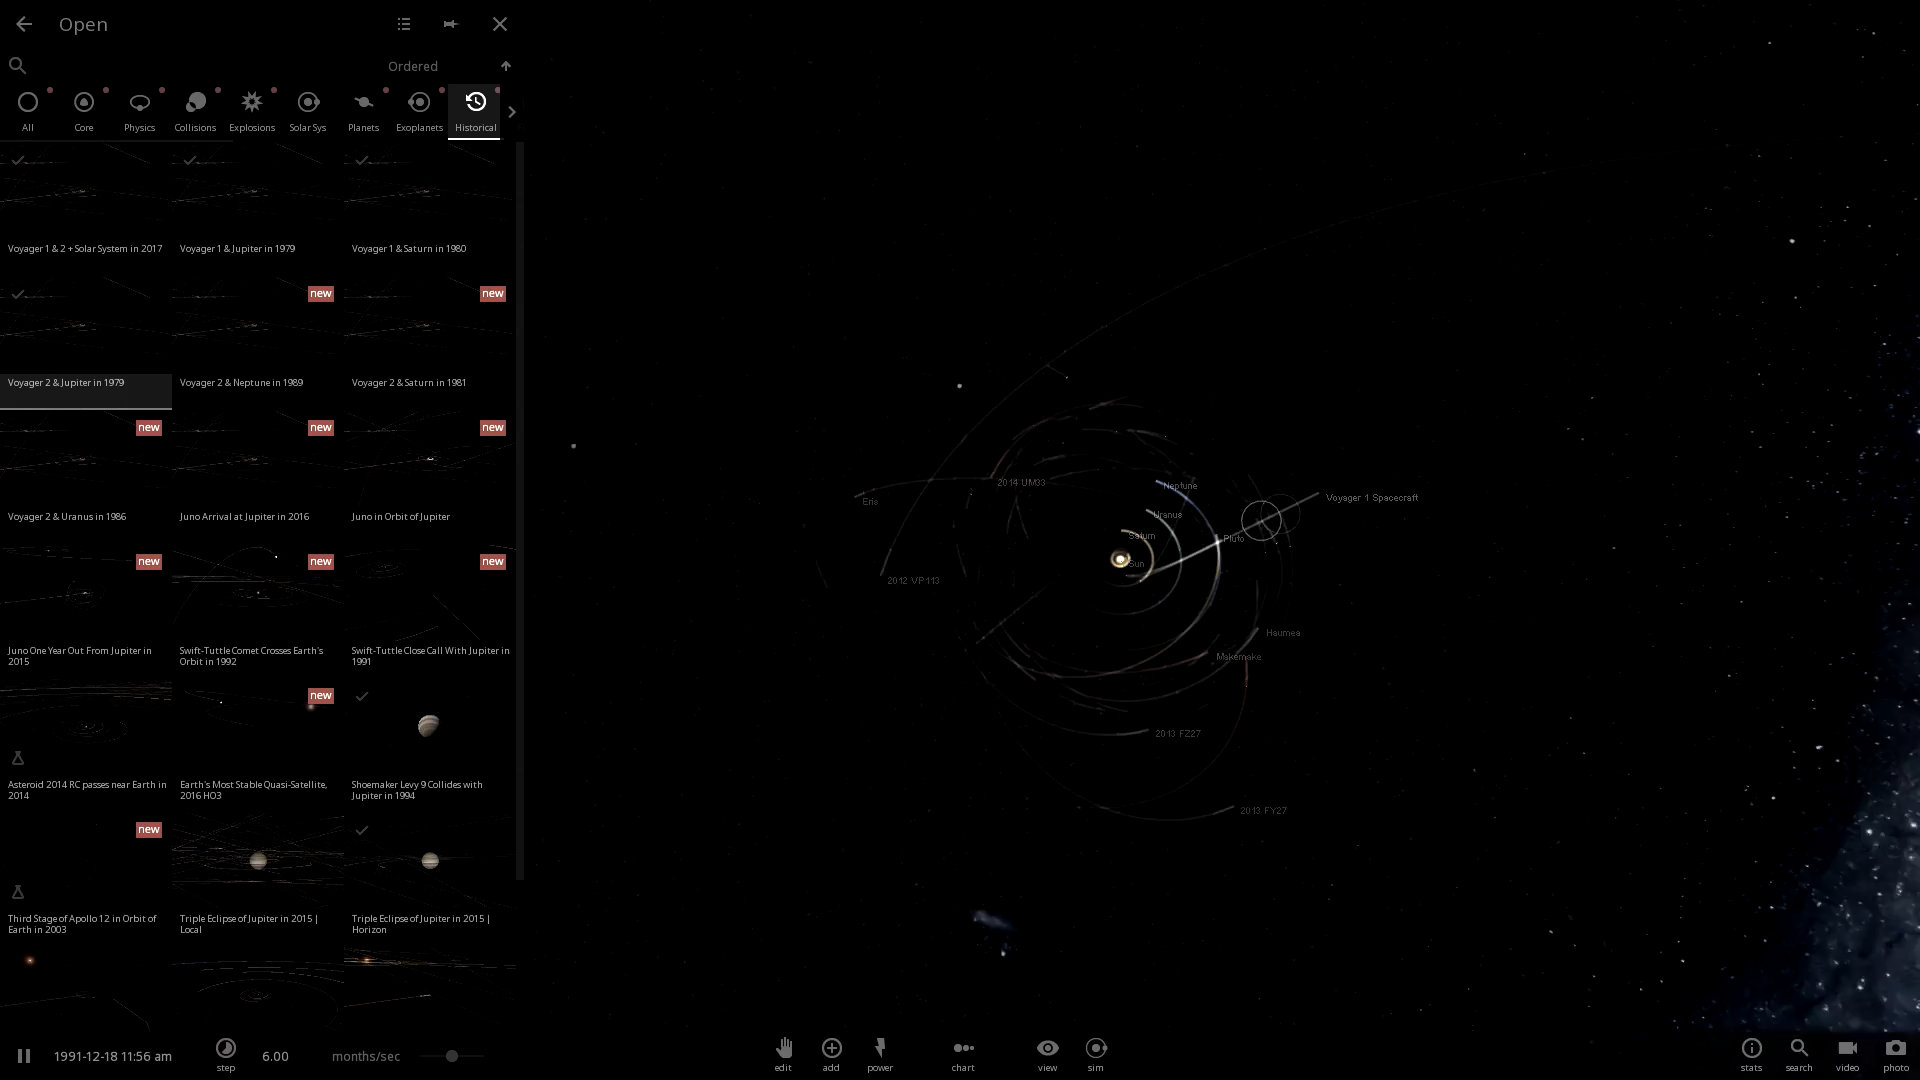 Open
Ordered
All
Core
Physics
Collisions
Explosions
Solar Sys
Planets
Exoplanets
Historical
Voyager 1 & 2 + Solar System in 2017
Voyager 1 & Jupiter in 1979
Voyager 1 & Saturn in 1980
new
new
Voyager 2 & Jupiter in 1979
Voyager 2 & Neptune in 1989
Voyager 2 & Saturn in 1981
new
new
new
Voyager 2 & Uranus in 1986
Juno Arrival at Jupiter in 2016
Juno in Orbit of Jupiter
new
new
new
Juno One Year Out From Jupiter in
2015
Swift-Tuttle Comet Crosses Earth's
Orbit in 1992
Swift-Tuttle Close Call With Jupiter in
1991
new
Asteroid 2014 RC passes near Earth in
2014
Earth's Most Stable Quasi-Satellite,
2016 HO3
Shoemaker Levy 9 Collides with
Jupiter in 1994
new
Third Stage of Apollo 12 in Orbit of
Earth in 2003
Triple Eclipse of Jupiter in 2015 |
Local
Triple Eclipse of Jupiter in 2015 |
Horizon
Eris
2014 UM33
Neptune
Uranus
Saturn
Sun
Pluto
Voyager 1 Spacecraft
2012 VP113
Haumea
Makemake
2013 FZ27
2013 FY27
1991-12-18 11:56 am
step
6.00
months/sec
edit
add
power
chart
view
sim
stats
search
video
photo